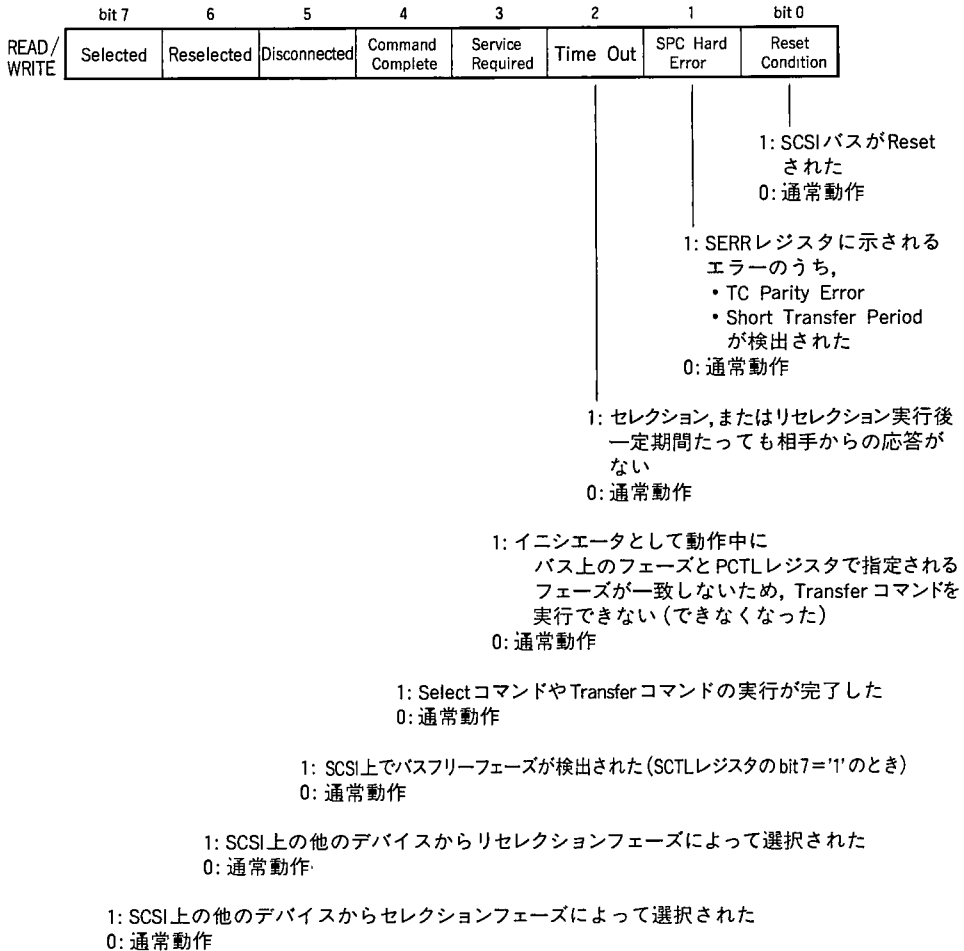 bit 7 6 5 4 3 2 1 bit 0
READ/
WRITE
Selected
Reselected
Disconnected
Command
Complete
Service
Required
Time Out
SPC Hard
Error
Reset
Condition
1: SCSIバスがReset
された
0: 通常動作
1: SERRレジスタに示される
エラーのうち,
• TC Parity Error
• Short Transfer Period
が検出された
0: 通常動作
1: セレクション, またはリセレクション実行後
一定期間たっても相手からの応答が
ない
0: 通常動作
1: イニシエータとして動作中に
バス上のフェーズとPCTLレジスタで指定される
フェーズが一致しないため, Transferコマンドを
実行できない (できなくなった)
0: 通常動作
1: SelectコマンドやTransferコマンドの実行が完了した
0: 通常動作
1: SCSI上でバスフリーフェーズが検出された (SCTLレジスタのbit7='1'のとき)
0: 通常動作
1: SCSI上の他のデバイスからリセレクションフェーズによって選択された
0: 通常動作
1: SCSI上の他のデバイスからセレクションフェーズによって選択された
0: 通常動作